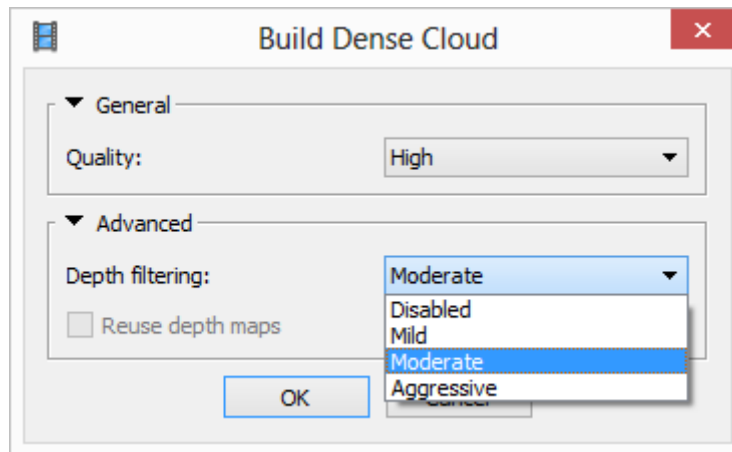 Build Dense Cloud
General
Quality: High
Advanced
Depth filtering: Moderate
Disabled
Mild
Reuse depth maps
Moderate
Aggressive
OK